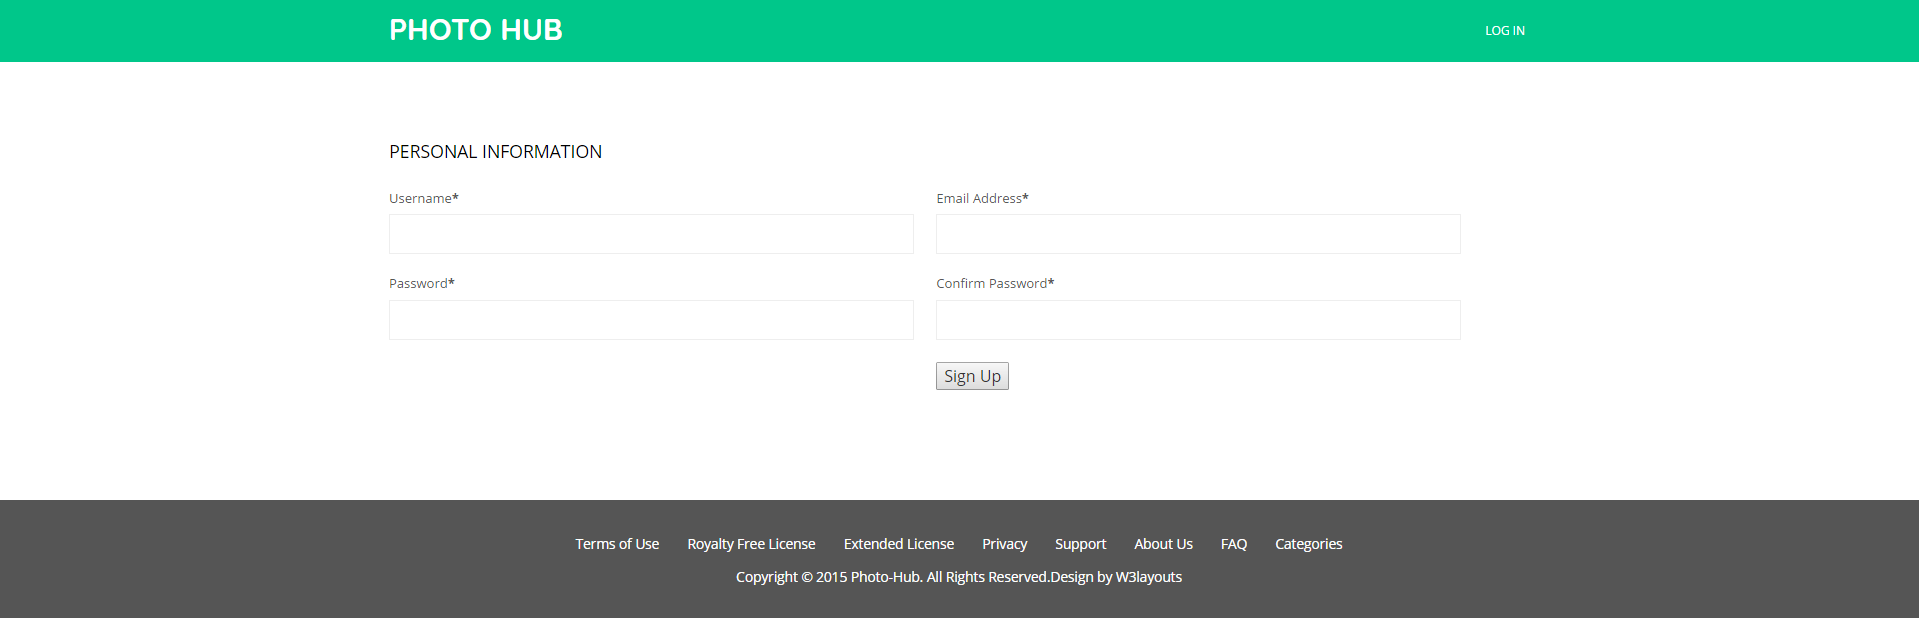 PHOTO HUB LOG IN
PERSONAL INFORMATION
Username* Email Address*
Password* Confirm Password*
Sign Up
Terms of Use Royalty Free License Extended License Privacy Support About Us FAQ Categories
Copyright © 2015 Photo-Hub. All Rights Reserved.Design by W3layouts